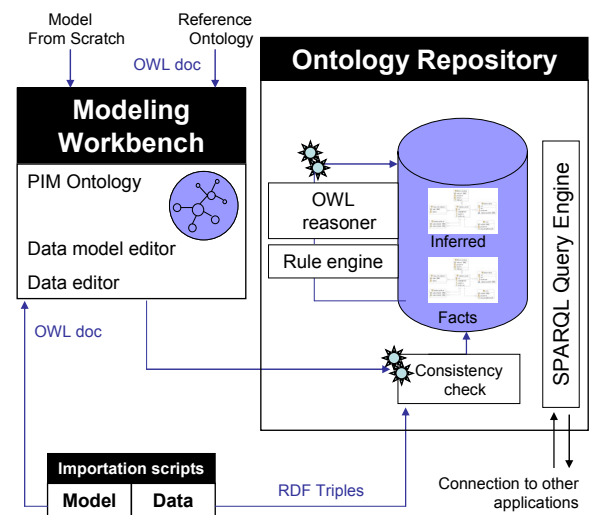 Model
From Scratch
Reference
Ontology
OWL doc
Ontology Repository
Modeling
Workbench
PIM Ontology
Data model editor
Data editor
OWL
reasoner
Rule engine
Inferred
Facts
SPARQL Query Engine
OWL doc
Consistency
check
Importation scripts
Model
Data
RDF Triples
Connection to other
applications